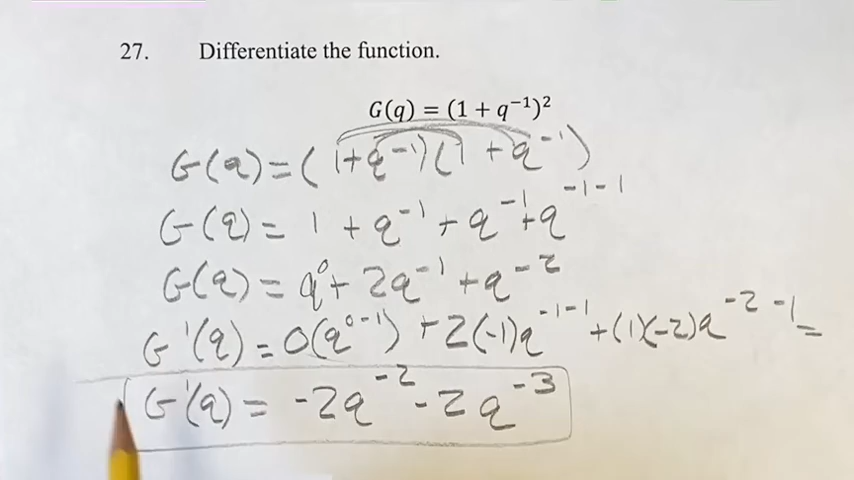 27. Differentiate the function.
G(q) = (1 + q⁻¹)²
G(q) = (1+q⁻¹)(1 + q⁻¹)
G(q) = 1 + q⁻¹ + q⁻¹ + q⁻¹⁻¹
G(q) = q⁰ + 2q⁻¹ + q⁻²
G'(q) = 0(q⁰⁻¹) + 2(-1)q⁻¹⁻¹ + (1)(-2)q⁻²⁻¹ =
G'(q) = -2q⁻² - 2q⁻³